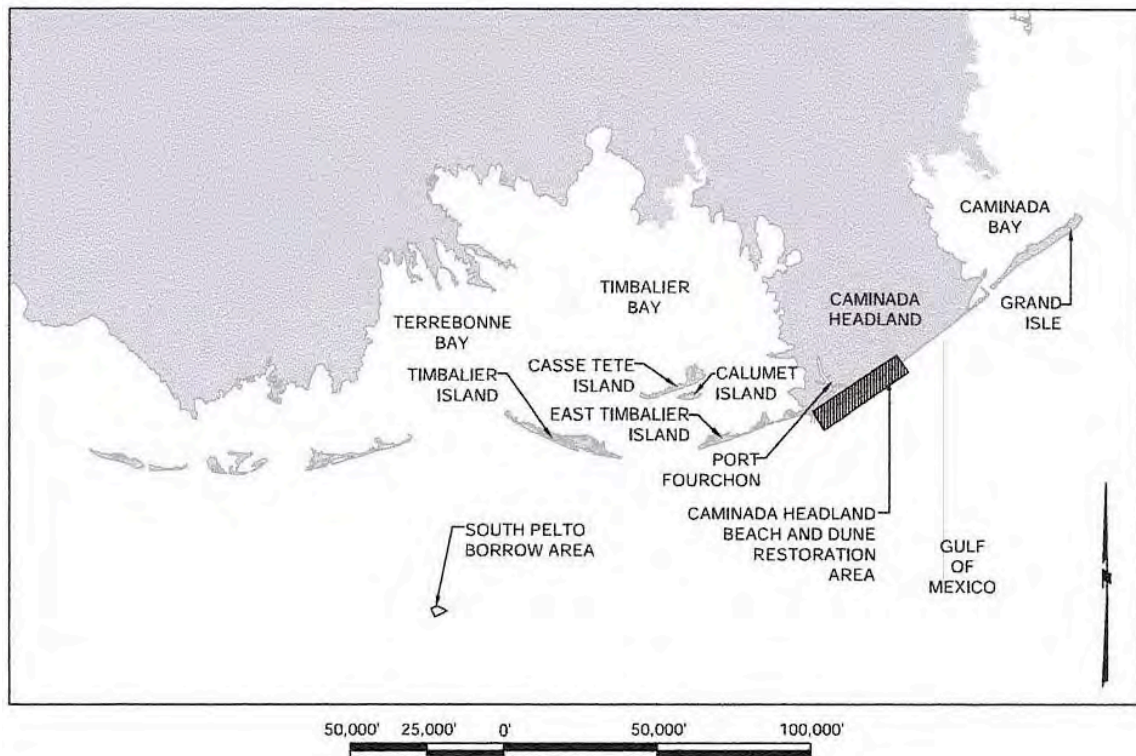 CAMINADA
BAY
TIMBALIER
BAY
CAMINADA
HEADLAND
GRAND
ISLE
TERREBONNE
BAY
CASSE TETE
ISLAND
CALUMET
ISLAND
TIMBALIER
ISLAND
EAST TIMBALIER
ISLAND
PORT
FOURCHON
CAMINADA HEADLAND
BEACH AND DUNE
RESTORATION
AREA
SOUTH PELTO
BORROW AREA
GULF
OF
MEXICO
50,000' 0' 50,000' 100,000'